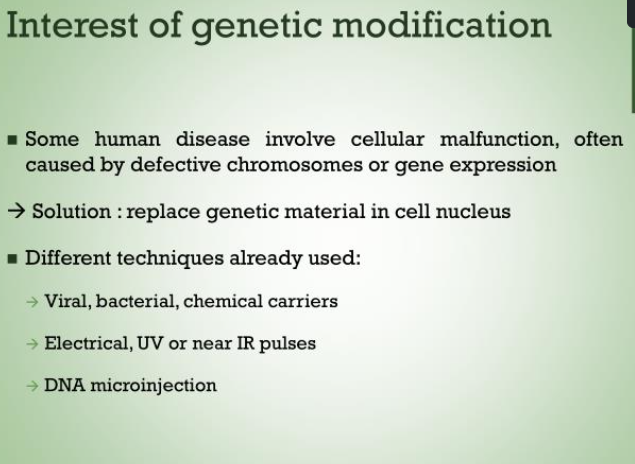 Interest of genetic modification
■ Some human disease involve cellular malfunction, often
caused by defective chromosomes or gene expression
→ Solution : replace genetic material in cell nucleus
■ Different techniques already used:
→ Viral, bacterial, chemical carriers
→ Electrical, UV or near IR pulses
→ DNA microinjection